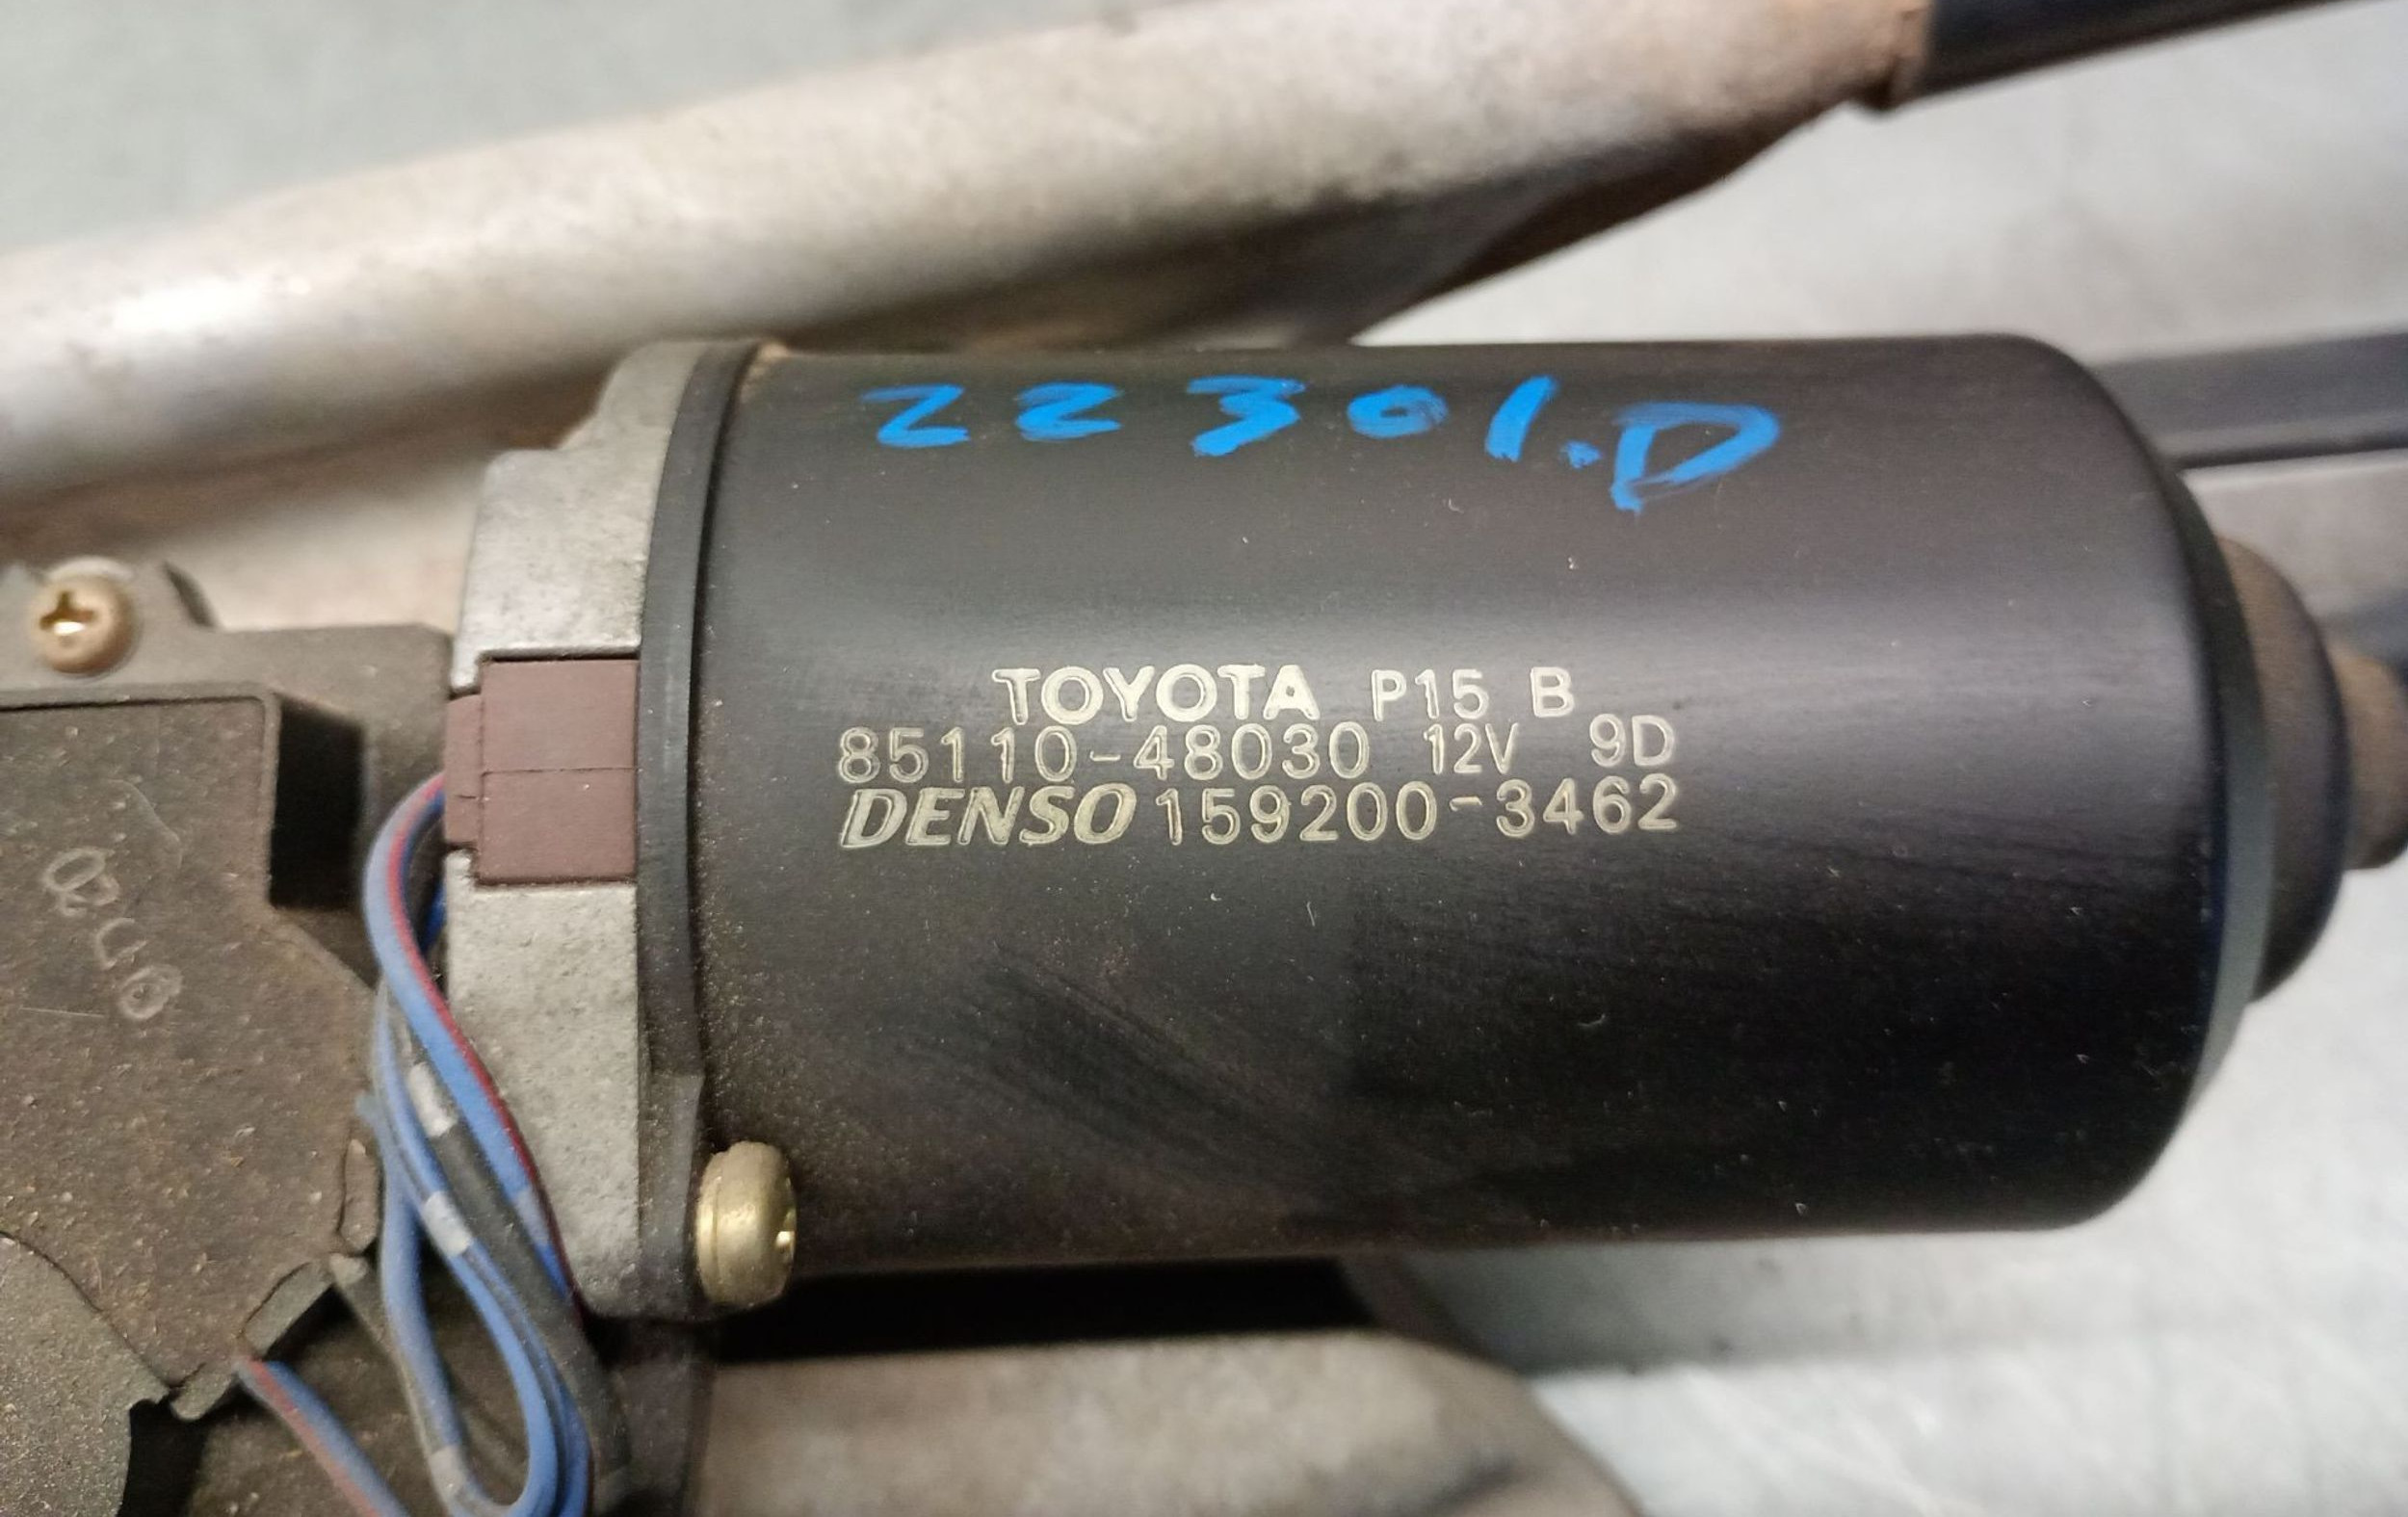 22301.D
TOYOTA P15 B
85110-48030 12V 9D
DENSO 159200-3462